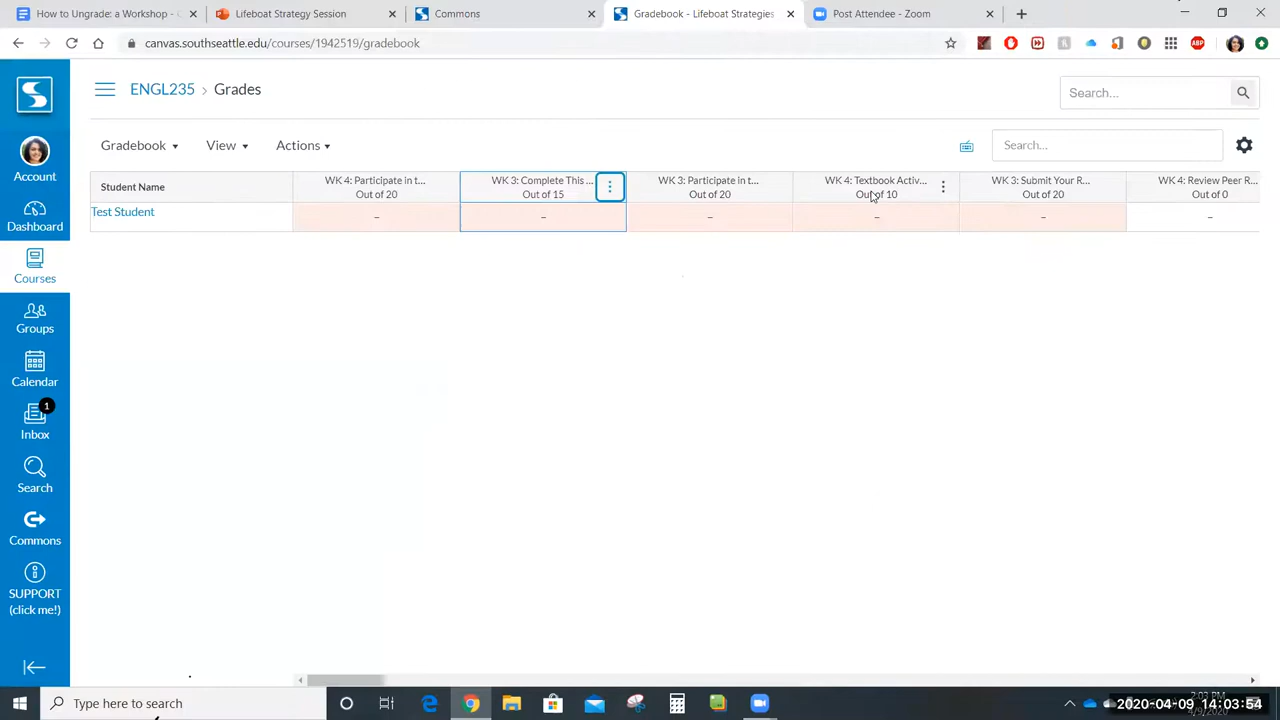 How to Ungrade: a Workshop - G
Lifeboat Strategy Session
Commons
Gradebook - Lifeboat Strategies
Post Attendee - Zoom
canvas.southseattle.edu/courses/1942519/gradebook
ABP
ENGL235 › Grades
Search...
Gradebook
View
Actions
Search...
Student Name
WK 4: Participate in t...
Out of 20
WK 3: Complete This ...
Out of 15
WK 3: Participate in t...
Out of 20
WK 4: Textbook Activ...
Out of 10
WK 3: Submit Your R...
Out of 20
WK 4: Review Peer R...
Out of 0
Test Student
Account
Dashboard
Courses
Groups
Calendar
1
Inbox
Search
Commons
SUPPORT
(click me!)
Type here to search
2:03 PM
2020-04-09 14:03:54